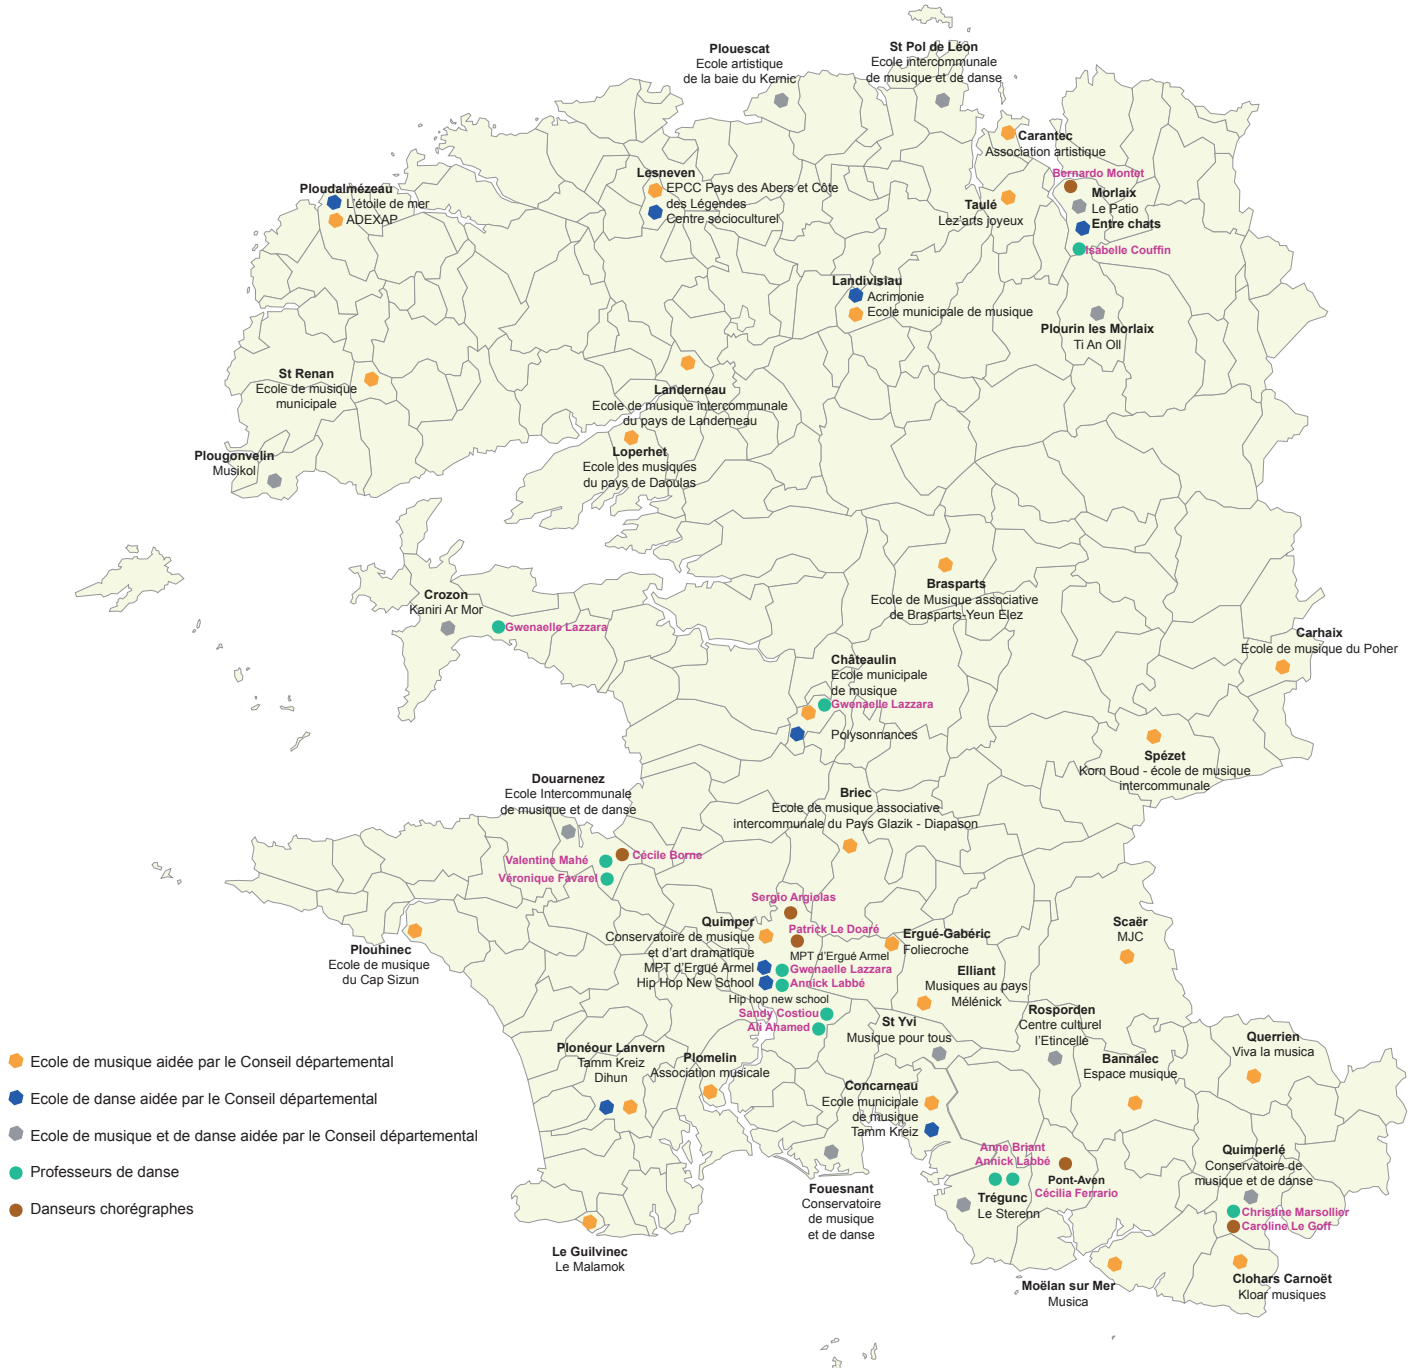 Plouescat
Ecole artistique
de la baie du Kernic
St Pol de Léon
Ecole intercommunale
de musique et de danse
Carantec
Association artistique
Bernardo Montet
Morlaix
Le Patio
Entre chats
Isabelle Couffin
Taulé
Lez'arts joyeux
Lesneven
EPCC Pays des Abers et Côte
des Légendes
Centre socioculturel
Ploudalmézeau
L'étoile de mer
ADEXAP
Landivisiau
Acrimonie
Ecole municipale de musique
Plourin les Morlaix
Ti An Oll
St Renan
Ecole de musique
municipale
Landerneau
Ecole de musique intercommunale
du pays de Landerneau
Loperhet
Ecole des musiques
du pays de Daoulas
Plougonvelin
Musikol
Brasparts
Ecole de Musique associative
de Brasparts-Yeun Elez
Crozon
Kaniri Ar Mor
Gwenaelle Lazzara
Carhaix
Ecole de musique du Poher
Châteaulin
Ecole municipale
de musique
Gwenaelle Lazzara
Polysonnances
Spézet
Korn Boud - école de musique
intercommunale
Douarnenez
Ecole Intercommunale
de musique et de danse
Valentine Mahé
Cécile Borne
Véronique Favarel
Briec
Ecole de musique associative
intercommunale du Pays Glazik - Diapason
Sergio Argiolas
Quimper
Conservatoire de musique
et d'art dramatique
MPT d'Ergué Armel
Hip Hop New School
Patrick Le Doaré
MPT d'Ergué Armel
Gwenaelle Lazzara
Annick Labbé
Hip hop new school
Sandy Costiou
Ali Ahamed
Ergué-Gabéric
Foliecroche
Elliant
Musiques au pays
Mélénick
Scaër
MJC
Plouhinec
Ecole de musique
du Cap Sizun
St Yvi
Musique pour tous
Rosporden
Centre culturel
l'Etincelle
Bannalec
Espace musique
Querrien
Viva la musica
Plonéour Lanvern
Tamm Kreiz
Dihun
Plomelin
Association musicale
Concarneau
Ecole municipale
de musique
Tamm Kreiz
Anne Briant
Annick Labbé
Trégunc
Le Sterenn
Pont-Aven
Cécilia Ferrario
Quimperlé
Conservatoire de
musique et de danse
Christine Marsollier
Caroline Le Goff
Fouesnant
Conservatoire
de musique
et de danse
Le Guilvinec
Le Malamok
Moëlan sur Mer
Musica
Clohars Carnoët
Kloar musiques
Ecole de musique aidée par le Conseil départemental
Ecole de danse aidée par le Conseil départemental
Ecole de musique et de danse aidée par le Conseil départemental
Professeurs de danse
Danseurs chorégraphes